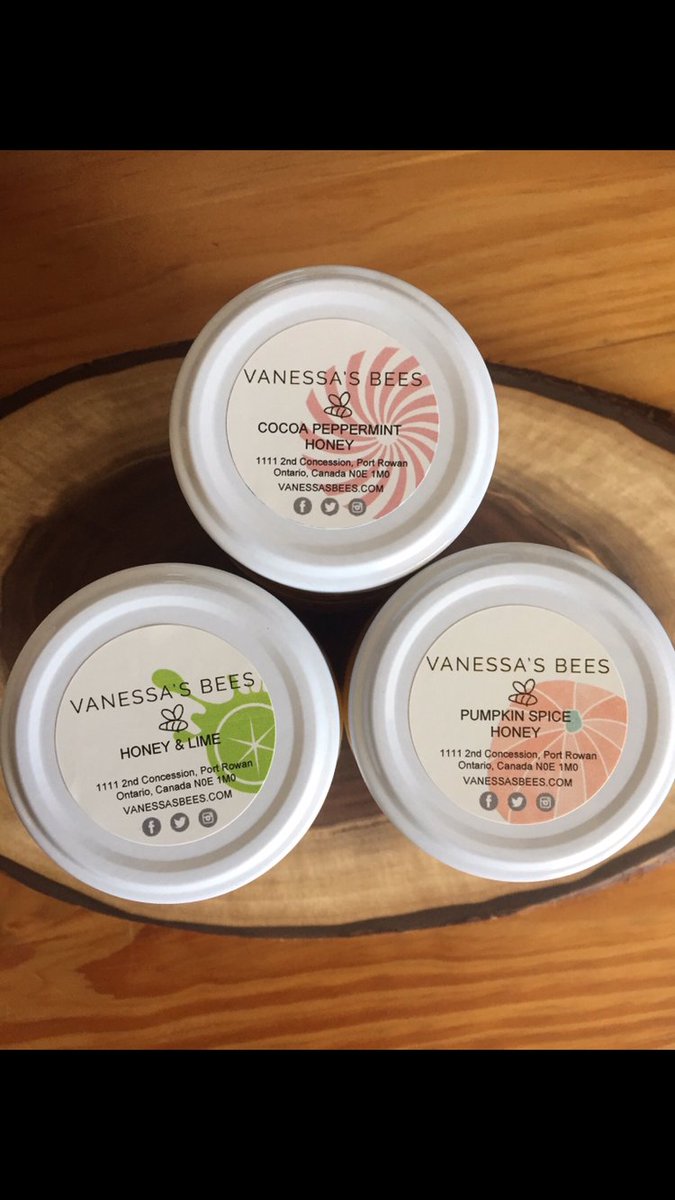 VANESSA'S BEES
COCOA PEPPERMINT
HONEY
1111 2nd Concession, Port Rowan
Ontario, Canada N0E 1M0
VANESSASBEES.COM
VANESSA'S BEES
HONEY & LIME
1111 2nd Concession, Port Rowan
Ontario, Canada N0E 1M0
VANESSASBEES.COM
VANESSA'S BEES
PUMPKIN SPICE
HONEY
1111 2nd Concession, Port Rowan
Ontario, Canada N0E 1M0
VANESSASBEES.COM